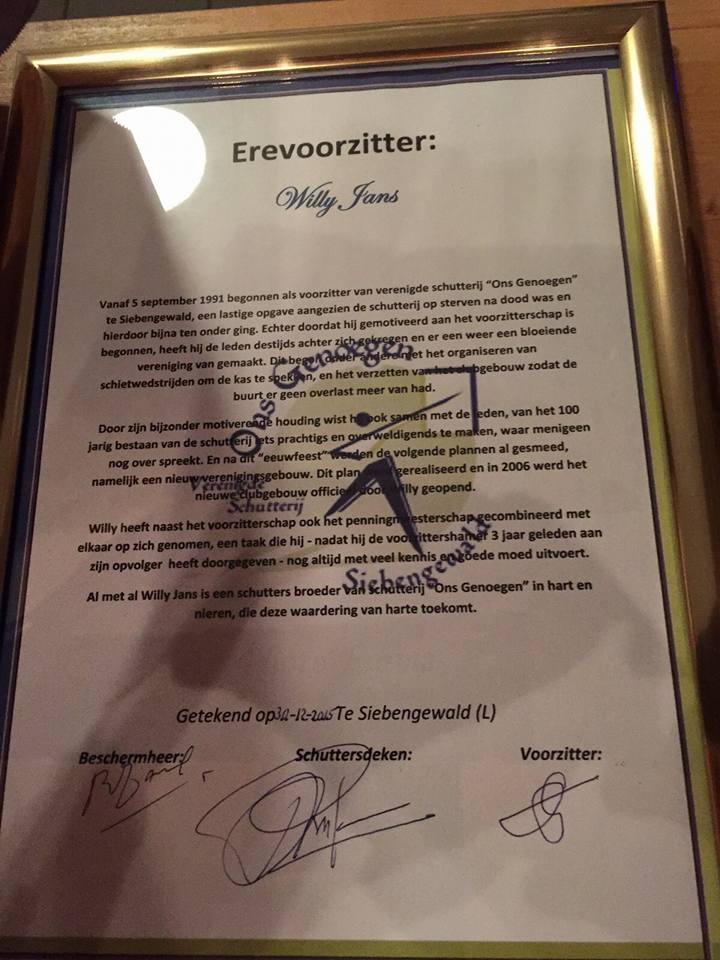 Erevoorzitter:
Willy Jans
Vanaf 5 september 1991 begonnen als voorzitter van verenigde schutterij "Ons Genoegen"
te Siebengewald, een lastige opgave aangezien de schutterij op sterven na dood was en
hierdoor bijna ten onder ging. Echter doordat hij gemotiveerd aan het voorzitterschap is
begonnen, heeft hij de leden destijds achter zich gekregen en er een weer een bloeiende
vereniging van gemaakt. Dit begon onder andere met het organiseren van
schietwedstrijden om de kas te spekken, en het verzetten van het clubgebouw zodat de
buurt er geen overlast meer van had.
Door zijn bijzonder motiverende houding wist hij ook samen met de leden, van het 100
jarig bestaan van de schutterij iets prachtigs en overweldigends te maken, waar menigeen
nog over spreekt. En na dit "eeuwfeest" werden de volgende plannen al gesmeed,
namelijk een nieuw verenigingsgebouw. Dit plan gerealiseerd en in 2006 werd het
nieuwe clubgebouw officieel door Willy geopend.
Willy heeft naast het voorzitterschap ook het penningmeesterschap gecombineerd met
elkaar op zich genomen, een taak die hij - nadat hij de voorzittershamer 3 jaar geleden aan
zijn opvolger heeft doorgegeven - nog altijd met veel kennis en goede moed uitvoert.
Al met al Willy Jans is een schutters broeder van schutterij "Ons Genoegen" in hart en
nieren, die deze waardering van harte toekomt.
Ons Genoegen
Verenigde
Schutterij
Siebengewald
Getekend op -12-2015 Te Siebengewald (L)
Beschermheer: Schuttersdeken: Voorzitter: